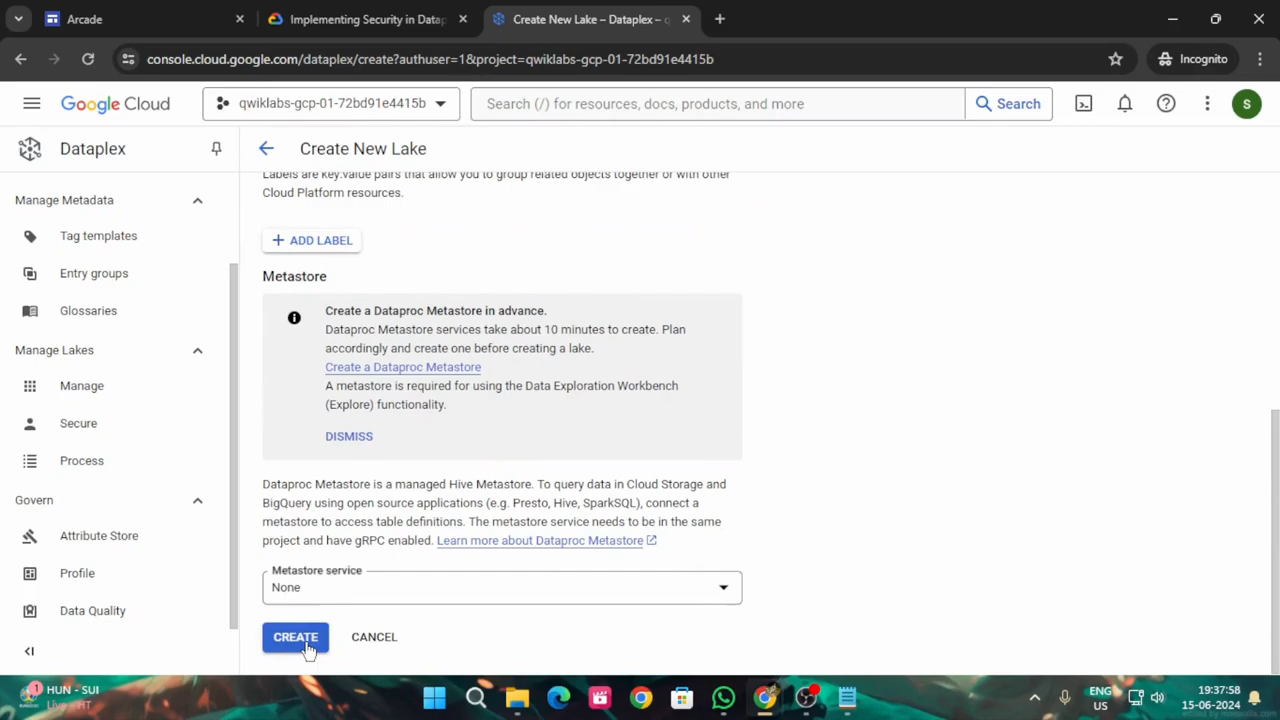 Arcade
Implementing Security in Datap
Create New Lake – Dataplex – q
console.cloud.google.com/dataplex/create?authuser=1&project=qwiklabs-gcp-01-72bd91e4415b
Incognito
Google Cloud
qwiklabs-gcp-01-72bd91e4415b
Search (/) for resources, docs, products, and more
Search
S
Dataplex
Create New Lake
Manage Metadata
Tag templates
Entry groups
Glossaries
Manage Lakes
Manage
Secure
Process
Govern
Attribute Store
Profile
Data Quality
Labels are key:value pairs that allow you to group related objects together or with other
Cloud Platform resources.
+ ADD LABEL
Metastore
Create a Dataproc Metastore in advance.
Dataproc Metastore services take about 10 minutes to create. Plan
accordingly and create one before creating a lake.
Create a Dataproc Metastore
A metastore is required for using the Data Exploration Workbench
(Explore) functionality.
DISMISS
Dataproc Metastore is a managed Hive Metastore. To query data in Cloud Storage and
BigQuery using open source applications (e.g. Presto, Hive, SparkSQL), connect a
metastore to access table definitions. The metastore service needs to be in the same
project and have gRPC enabled. Learn more about Dataproc Metastore
Metastore service
None
CREATE
CANCEL
1
HUN - SUI
Live - HT
ENG
US
19:37:58
15-06-2024